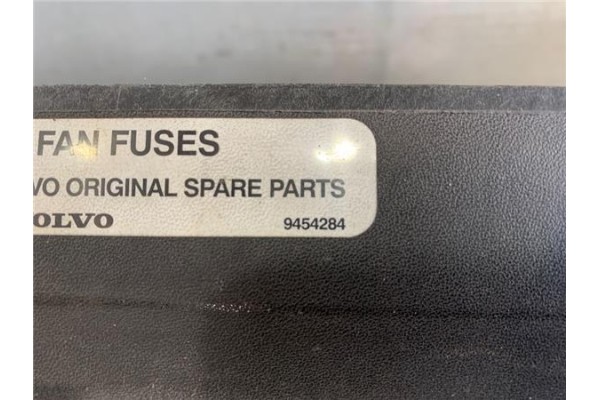 FAN FUSES
VO ORIGINAL SPARE PARTS
OLVO
9454284